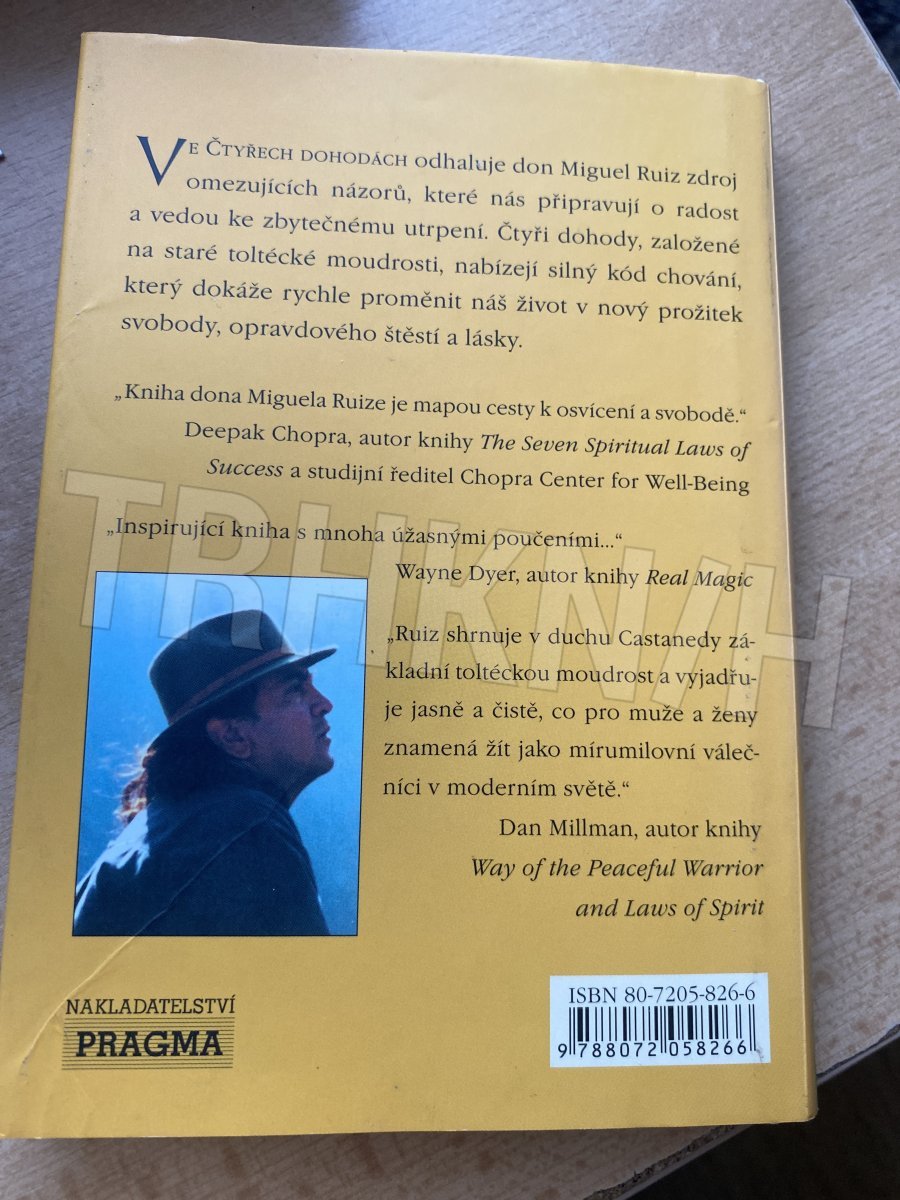 VE ČTYŘECH DOHODÁCH odhaluje don Miguel Ruiz zdroj
omezujících názorů, které nás připravují o radost
a vedou ke zbytečnému utrpení. Čtyři dohody, založené
na staré toltécké moudrosti, nabízejí silný kód chování,
který dokáže rychle proměnit náš život v nový prožitek
svobody, opravdového štěstí a lásky.
„Kniha dona Miguela Ruize je mapou cesty k osvícení a svobodě.“
Deepak Chopra, autor knihy The Seven Spiritual Laws of
Success a studijní ředitel Chopra Center for Well-Being
„Inspirující kniha s mnoha úžasnými poučeními...“
Wayne Dyer, autor knihy Real Magic
„Ruiz shrnuje v duchu Castanedy zá-
kladní toltéckou moudrost a vyjadřu-
je jasně a čistě, co pro muže a ženy
znamená žít jako mírumilovní váleč-
níci v moderním světě.“
Dan Millman, autor knihy
Way of the Peaceful Warrior
and Laws of Spirit
NAKLADATELSTVÍ
PRAGMA
ISBN 80-7205-826-6
9 788072 058266
TRHKNIH